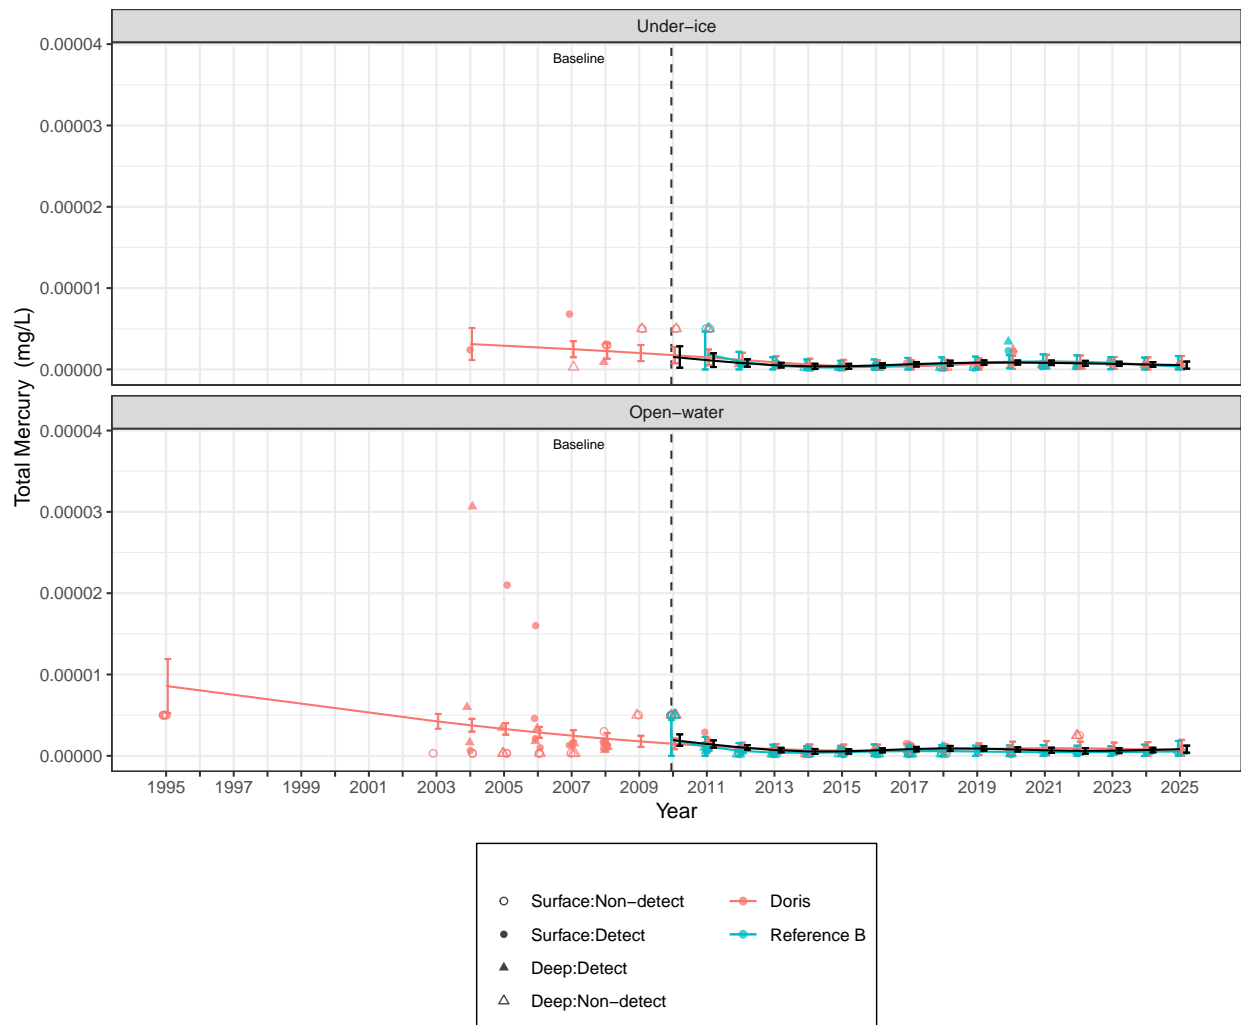 Under−ice
Baseline
0.00004
0.00003
0.00002
0.00001
0.00000
Open−water
Baseline
0.00004
0.00003
0.00002
0.00001
0.00000
Total Mercury (mg/L)
1995 1997 1999 2001 2003 2005 2007 2009 2011 2013 2015 2017 2019 2021 2023 2025
Year
Surface:Non−detect
Surface:Detect
Deep:Detect
Deep:Non−detect
Doris
Reference B